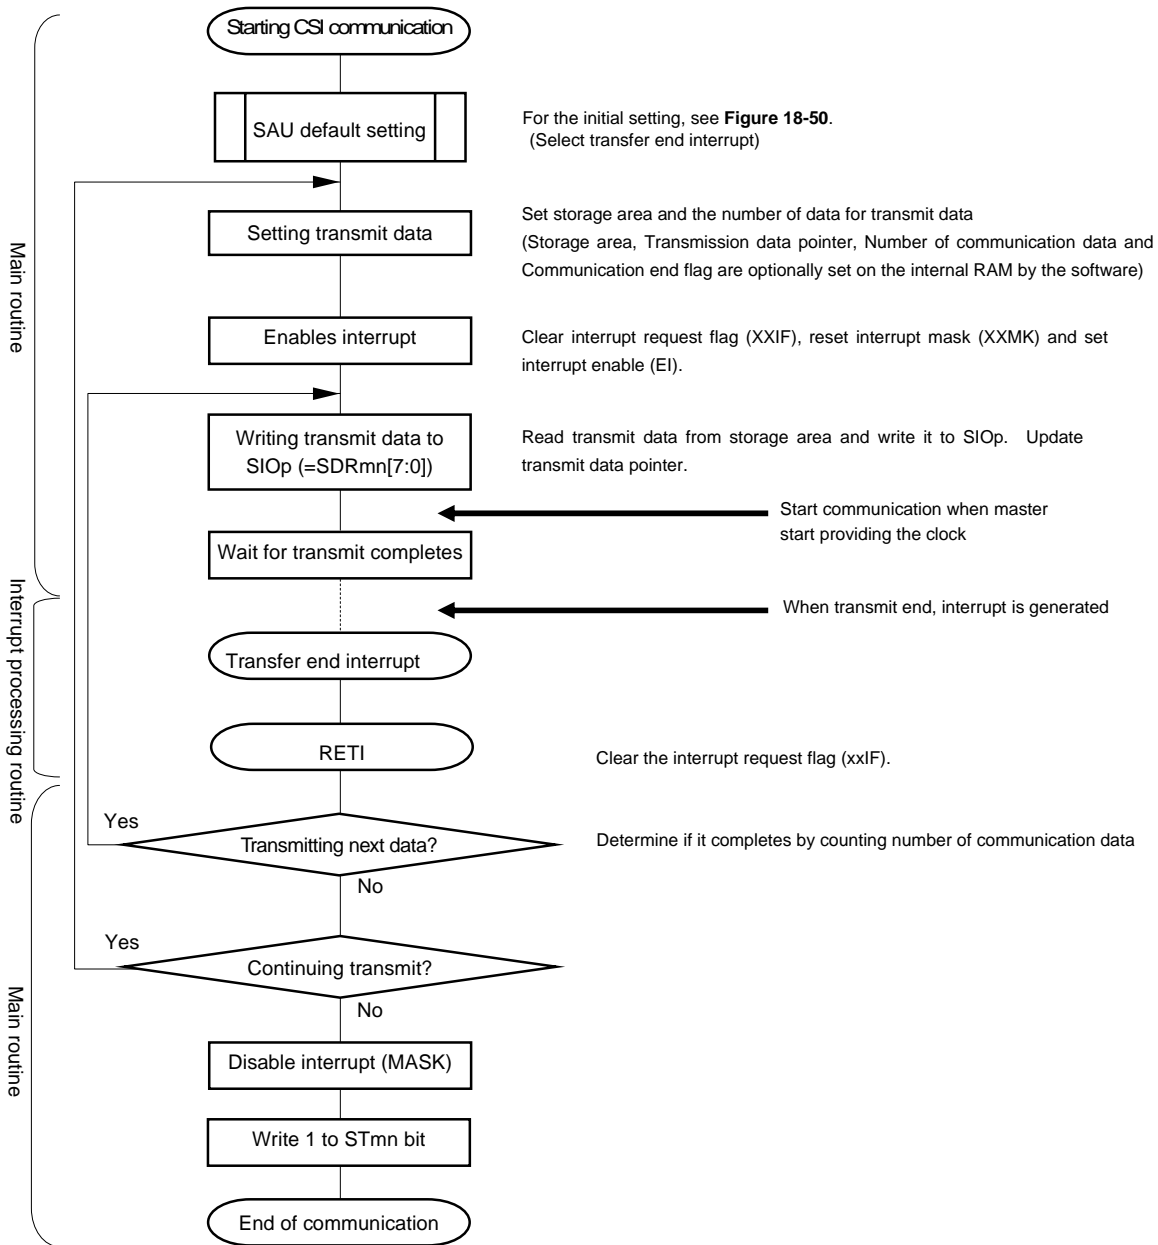 Starting CSI communication
SAU default setting
For the initial setting, see Figure 18-50.
(Select transfer end interrupt)
Setting transmit data
Set storage area and the number of data for transmit data
(Storage area, Transmission data pointer, Number of communication data and
Communication end flag are optionally set on the internal RAM by the software)
Main routine
Enables interrupt
Clear interrupt request flag (XXIF), reset interrupt mask (XXMK) and set
interrupt enable (EI).
Writing transmit data to
SIOp (=SDRmn[7:0])
Read transmit data from storage area and write it to SIOp. Update
transmit data pointer.
Start communication when master
start providing the clock
Wait for transmit completes
When transmit end, interrupt is generated
Interrupt processing routine
Transfer end interrupt
RETI
Clear the interrupt request flag (xxIF).
Yes
Transmitting next data?
Determine if it completes by counting number of communication data
No
Yes
Continuing transmit?
No
Main routine
Disable interrupt (MASK)
Write 1 to STmn bit
End of communication